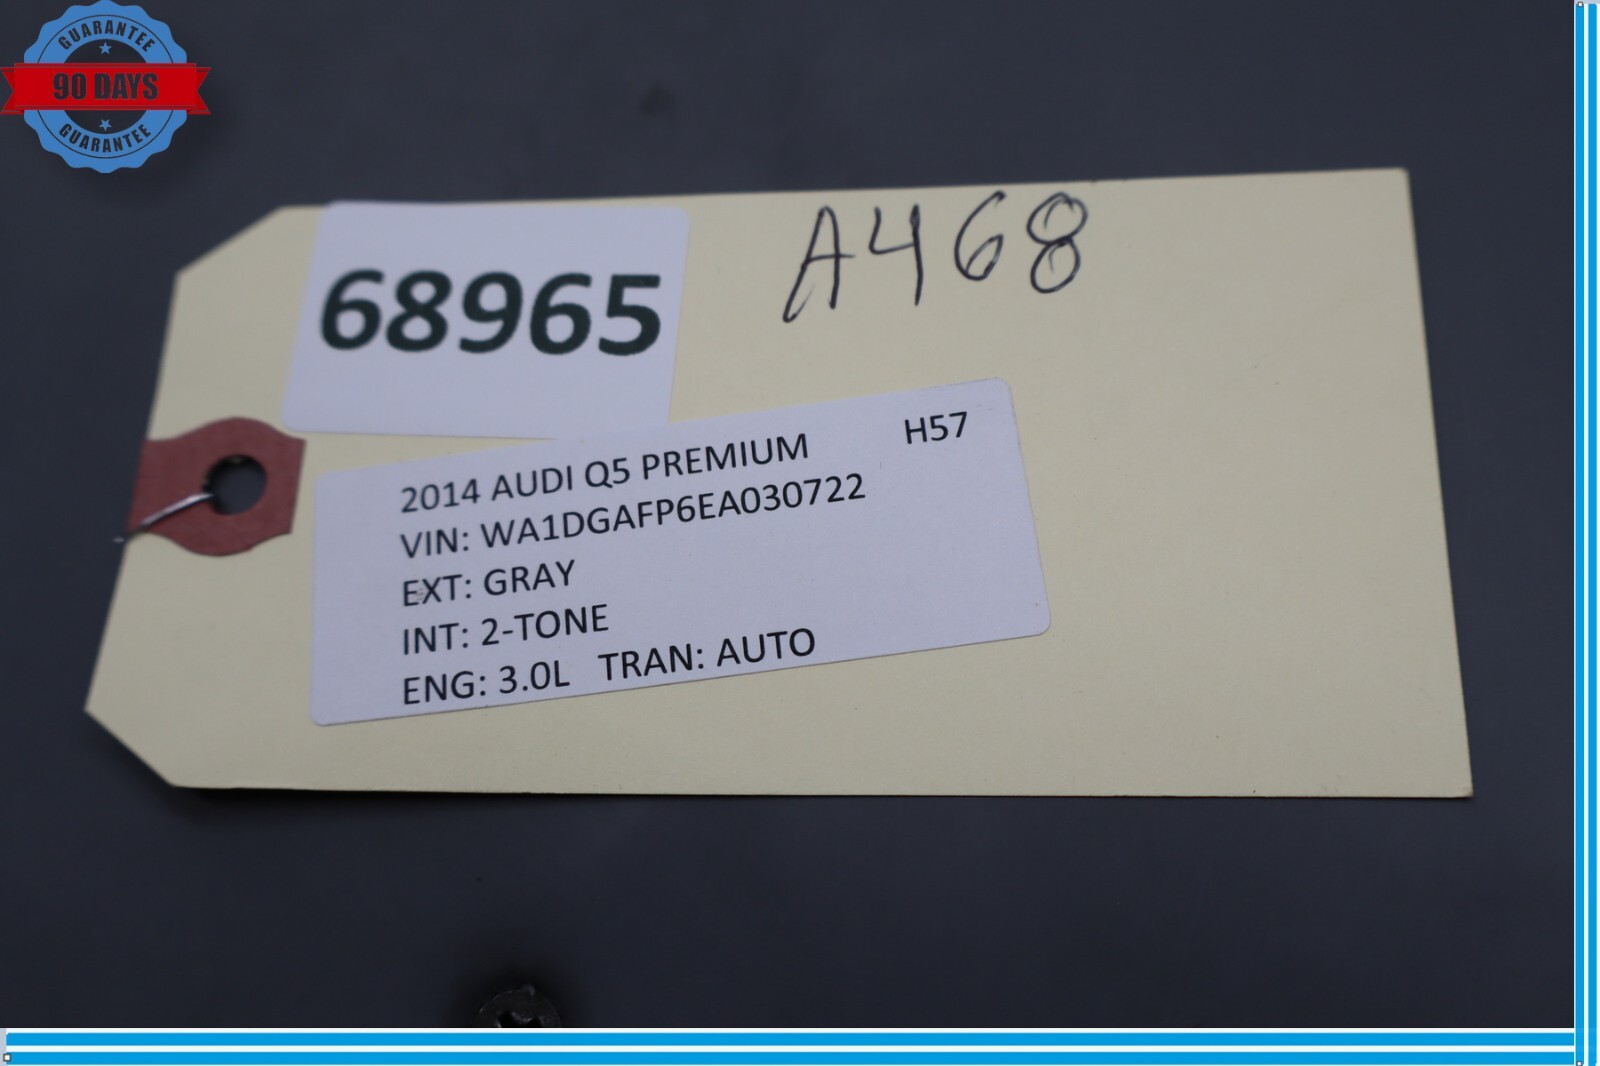 GUARANTEE
90 DAYS
GUARANTEE
A468
68965
2014 AUDI Q5 PREMIUM H57
VIN: WA1DGAFP6EA030722
EXT: GRAY
INT: 2-TONE
ENG: 3.0L TRAN: AUTO